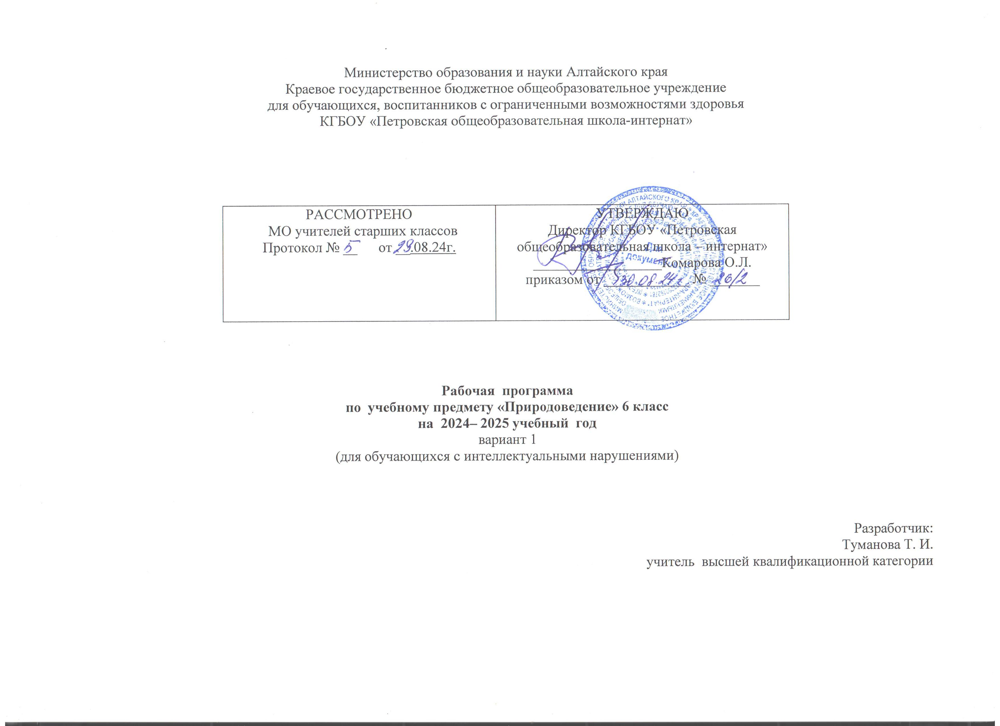 Министерство образования и науки Алтайского края
Краевое государственное бюджетное общеобразовательное учреждение
для обучающихся, воспитанников с ограниченными возможностями здоровья
КГБОУ «Петровская общеобразовательная школа-интернат»
РАССМОТРЕНО
МО учителей старших классов
Протокол № 5 от 29.08.24г.
УТВЕРЖДАЮ
Директор КГБОУ «Петровская
общеобразовательная школа – интернат»
Комарова О.Л.
приказом от 30.08.24г № 26/2
Для
документов
Рабочая программа
по учебному предмету «Природоведение» 6 класс
на 2024– 2025 учебный год
вариант 1
(для обучающихся с интеллектуальными нарушениями)
Разработчик:
Туманова Т. И.
учитель высшей квалификационной категории